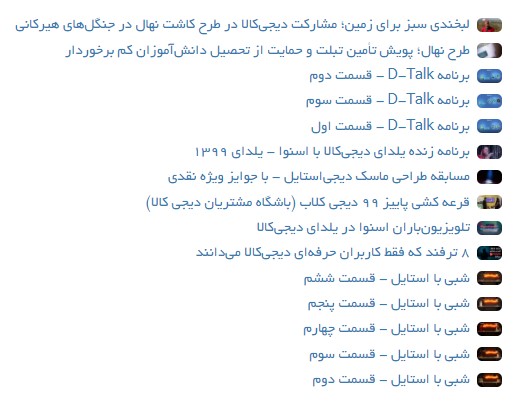 لبخندی سبز برای زمین؛ مشارکت دیجی‌کالا در طرح کاشت نهال در جنگل‌های هیرکانی
طرح نهال؛ پویش تأمین تبلت و حمایت از تحصیل دانش‌آموزان کم برخوردار
برنامه D-Talk - قسمت دوم
برنامه D-Talk - قسمت سوم
برنامه D-Talk - قسمت اول
برنامه زنده یلدای دیجی‌کالا با اسنوا - یلدای ۱۳۹۹
مسابقه طراحی ماسک دیجی‌استایل - با جوایز ویژه نقدی
قرعه کشی پاییز ۹۹ دیجی کلاب (باشگاه مشتریان دیجی کالا)
تلویزیون‌باران اسنوا در یلدای دیجی‌کالا
۸ ترفند که فقط کاربران حرفه‌ای دیجی‌کالا می‌دانند
شبی با استایل - قسمت ششم
شبی با استایل - قسمت پنجم
شبی با استایل - قسمت چهارم
شبی با استایل - قسمت سوم
شبی با استایل - قسمت دوم